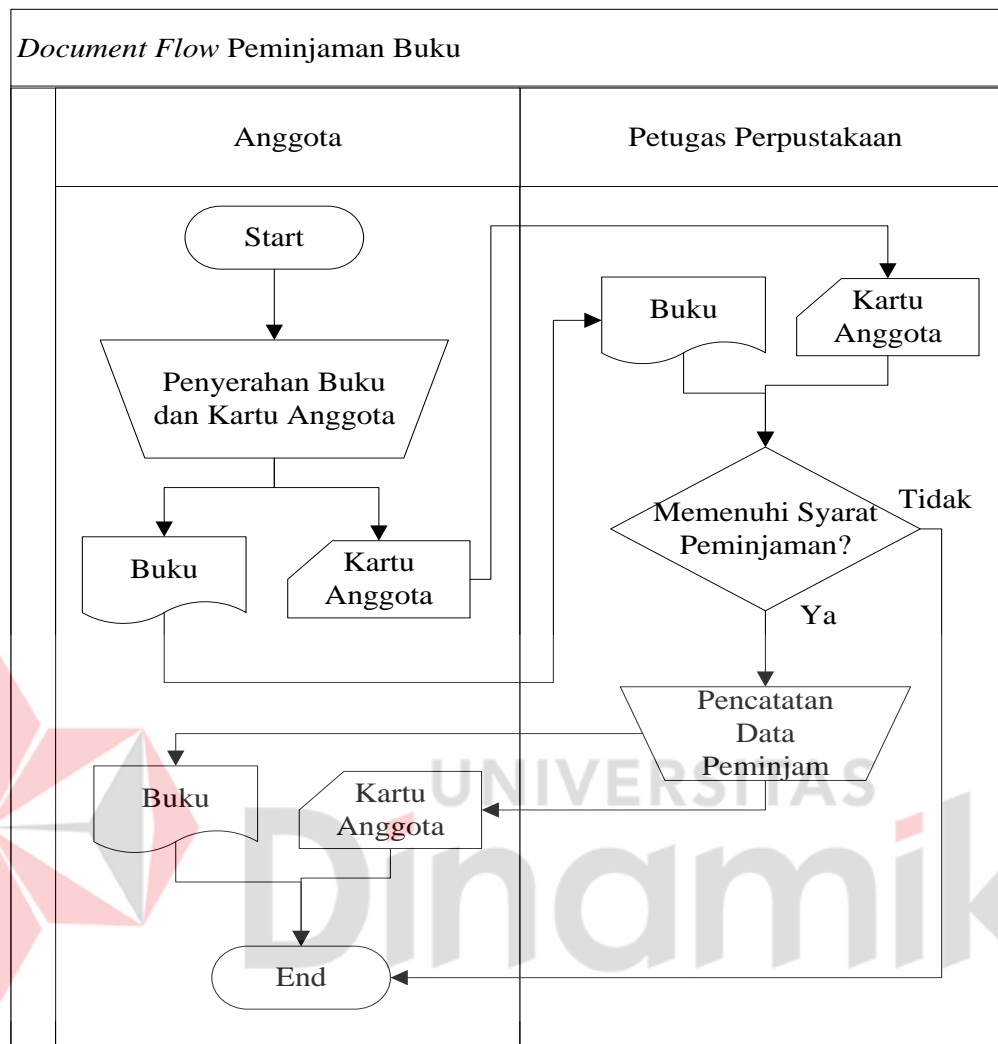 Document Flow Peminjaman Buku
Anggota
Petugas Perpustakaan
Start
Buku
Kartu
Anggota
Penyerahan Buku
dan Kartu Anggota
Memenuhi Syarat
Peminjaman?
Tidak
Ya
Buku
Kartu
Anggota
Pencatatan
Data
Peminjam
Buku
Kartu
Anggota
End
UNIVERSITAS
Dinamik